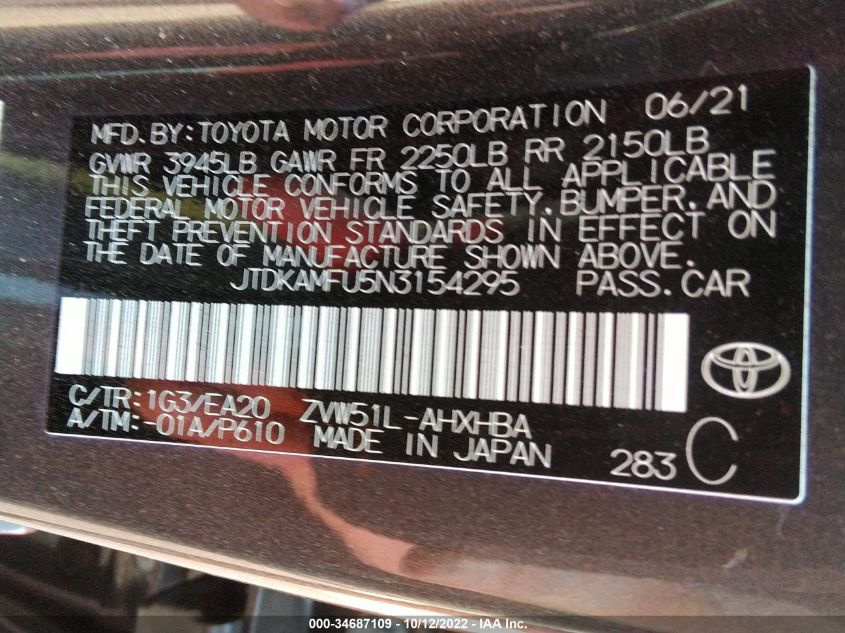 MFD.BY:TOYOTA MOTOR CORPORATION 06/21
GVWR 3945LB GAWR FR 2250LB RR 2150LB
THIS VEHICLE CONFORMS TO ALL APPLICABLE
FEDERAL MOTOR VEHICLE SAFETY,BUMPER,AND
THEFT PREVENTION STANDARDS IN EFFECT ON
THE DATE OF MANUFACTURE SHOWN ABOVE.
JTDKAMFU5N3154295 PASS.CAR
C/TR:1G3/EA20 ZVW51L-AHXHBA
A/TM:-01A/P610 MADE IN JAPAN 283 C
000-34687109 - 10/12/2022 - IAA Inc.